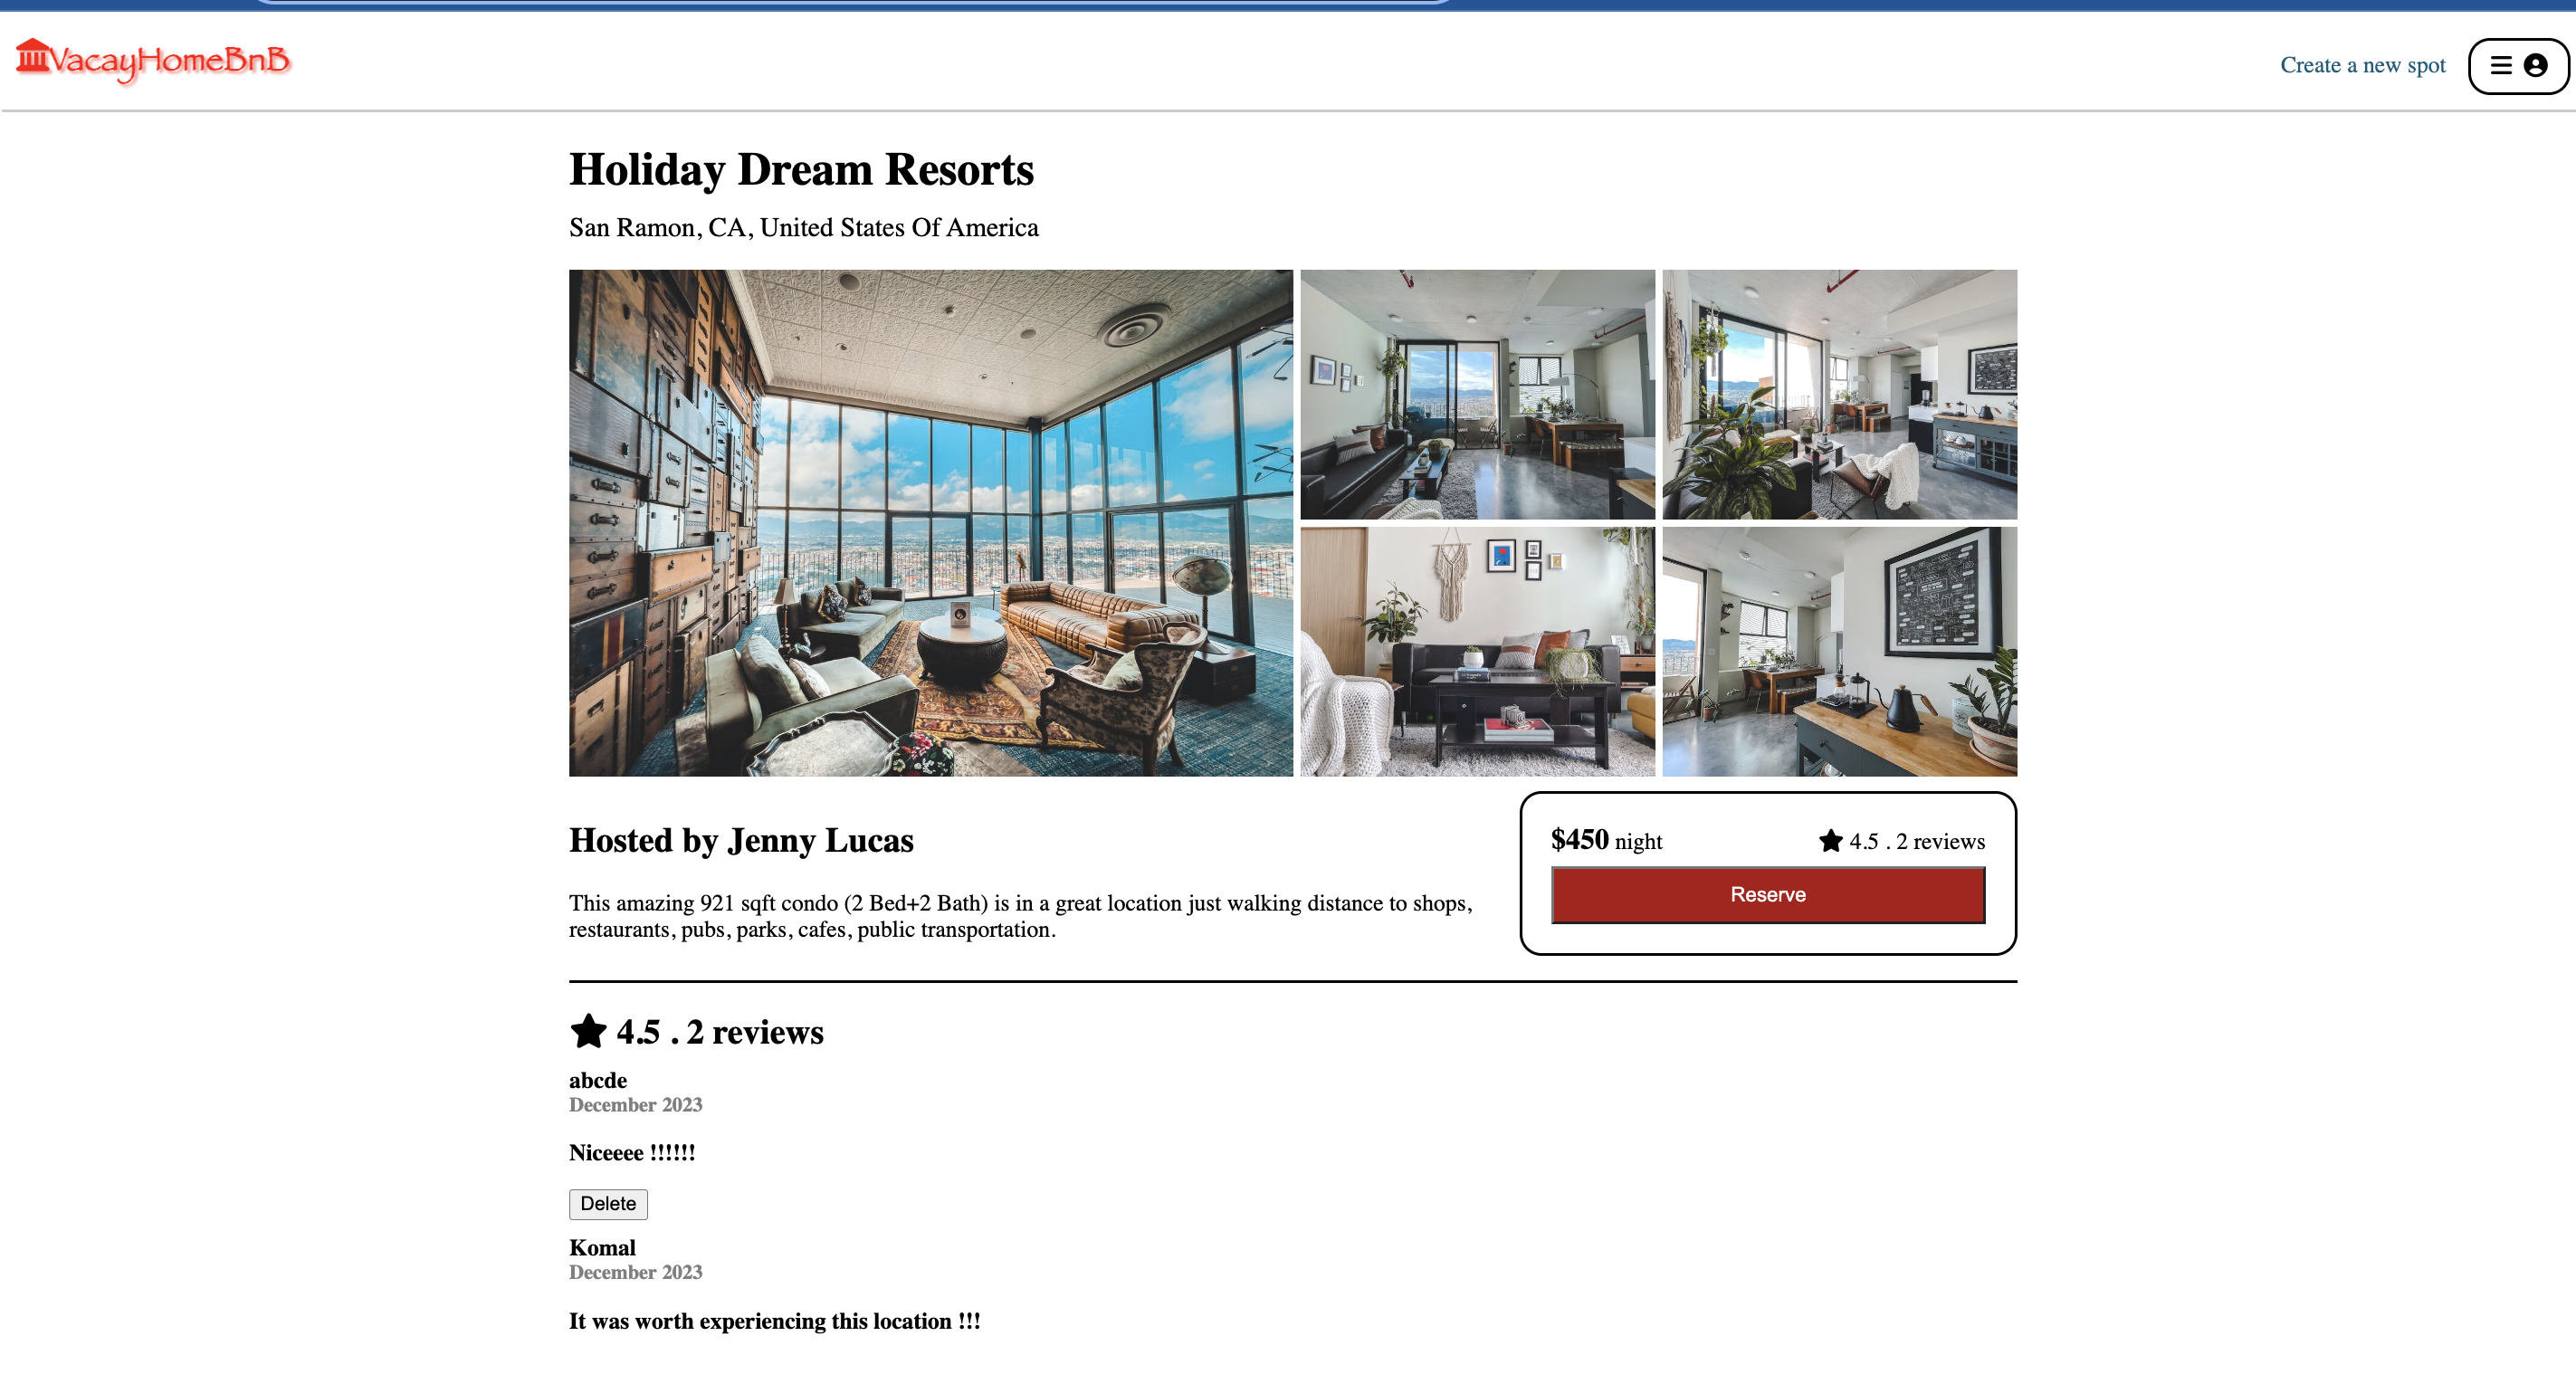 VacayHomeBnB
Create a new spot
Holiday Dream Resorts
San Ramon, CA, United States Of America
Hosted by Jenny Lucas
This amazing 921 sqft condo (2 Bed+2 Bath) is in a great location just walking distance to shops,
restaurants, pubs, parks, cafes, public transportation.
$450 night
4.5 . 2 reviews
Reserve
4.5 . 2 reviews
abcde
December 2023
Niceeee !!!!!!
Delete
Komal
December 2023
It was worth experiencing this location !!!